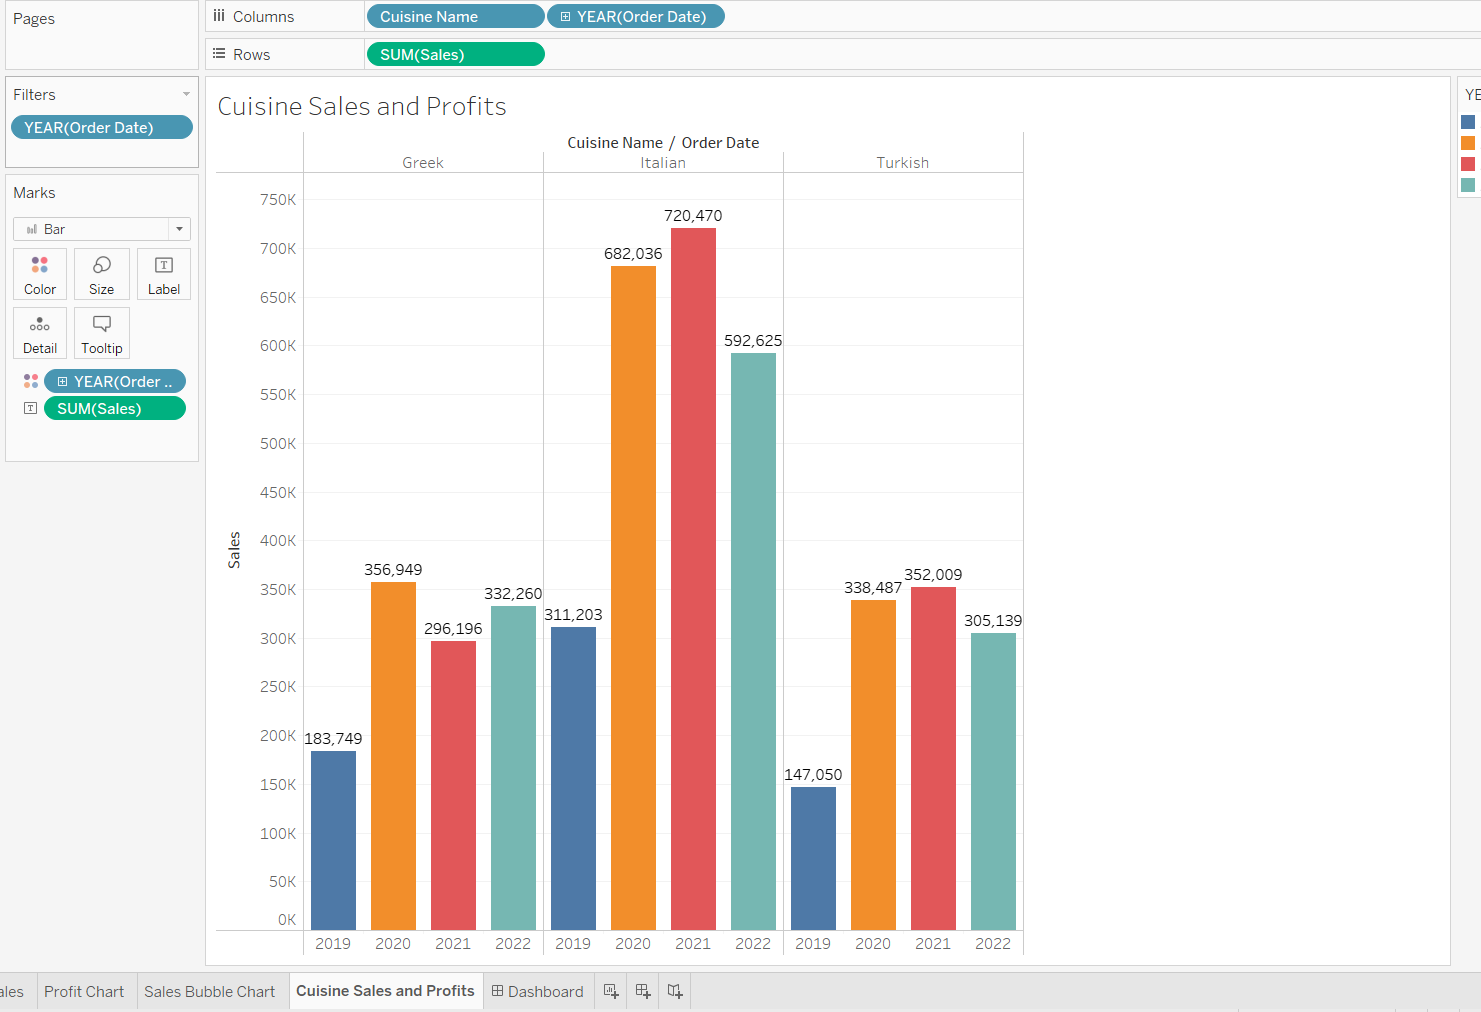 Pages
Columns
Cuisine Name
YEAR(Order Date)
Rows
SUM(Sales)
Filters
YEAR(Order Date)
Marks
Bar
Color
Size
Label
Detail
Tooltip
YEAR(Order ..
SUM(Sales)
Cuisine Sales and Profits
Cuisine Name / Order Date
Greek
Italian
Turkish
750K
700K
650K
600K
550K
500K
450K
400K
350K
300K
250K
200K
150K
100K
50K
0K
Sales
183,749
356,949
296,196
332,260
311,203
682,036
720,470
592,625
147,050
338,487
352,009
305,139
2019 2020 2021 2022 2019 2020 2021 2022 2019 2020 2021 2022
YE
ales
Profit Chart
Sales Bubble Chart
Cuisine Sales and Profits
Dashboard